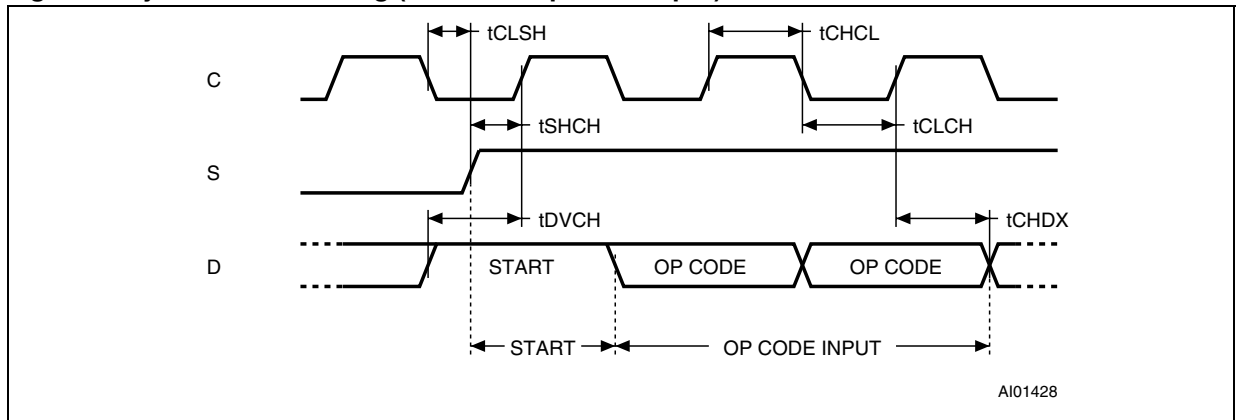 tCLSH
tCHCL
C
tSHCH
tCLCH
S
tDVCH
tCHDX
D
START
OP CODE
OP CODE
START
OP CODE INPUT
AI01428